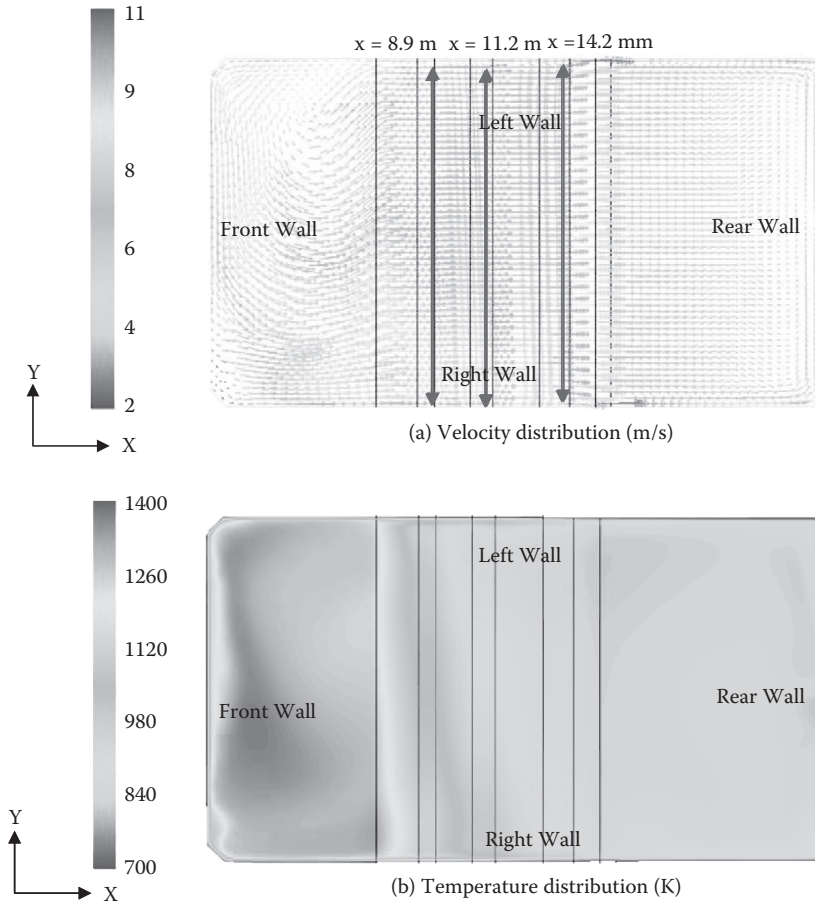 11
9
8
6
4
2
Y
X
x = 8.9 m x = 11.2 m x =14.2 mm
Left Wall
Front Wall
Rear Wall
Right Wall
(a) Velocity distribution (m/s)
1400
1260
1120
980
840
700
Y
X
Left Wall
Front Wall
Rear Wall
Right Wall
(b) Temperature distribution (K)